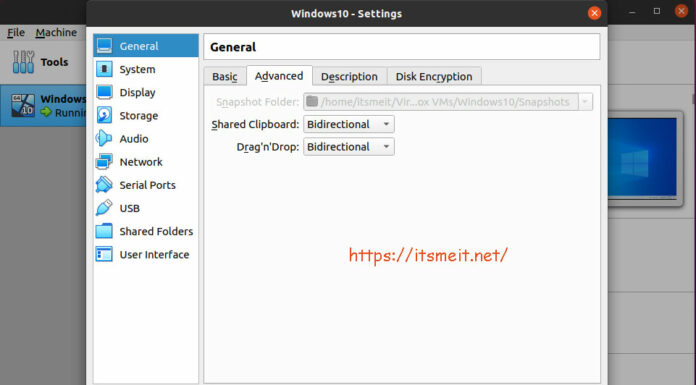 Windows10 - Settings
File Machine
Tools
Window
Runnin
General
System
Display
Storage
Audio
Network
Serial Ports
USB
Shared Folders
User Interface
General
Basic Advanced Description Disk Encryption
Snapshot Folder: /home/itsmeit/Vir...ox VMs/Windows10/Snapshots
Shared Clipboard: Bidirectional
Drag'n'Drop: Bidirectional
https://itsmeit.net/